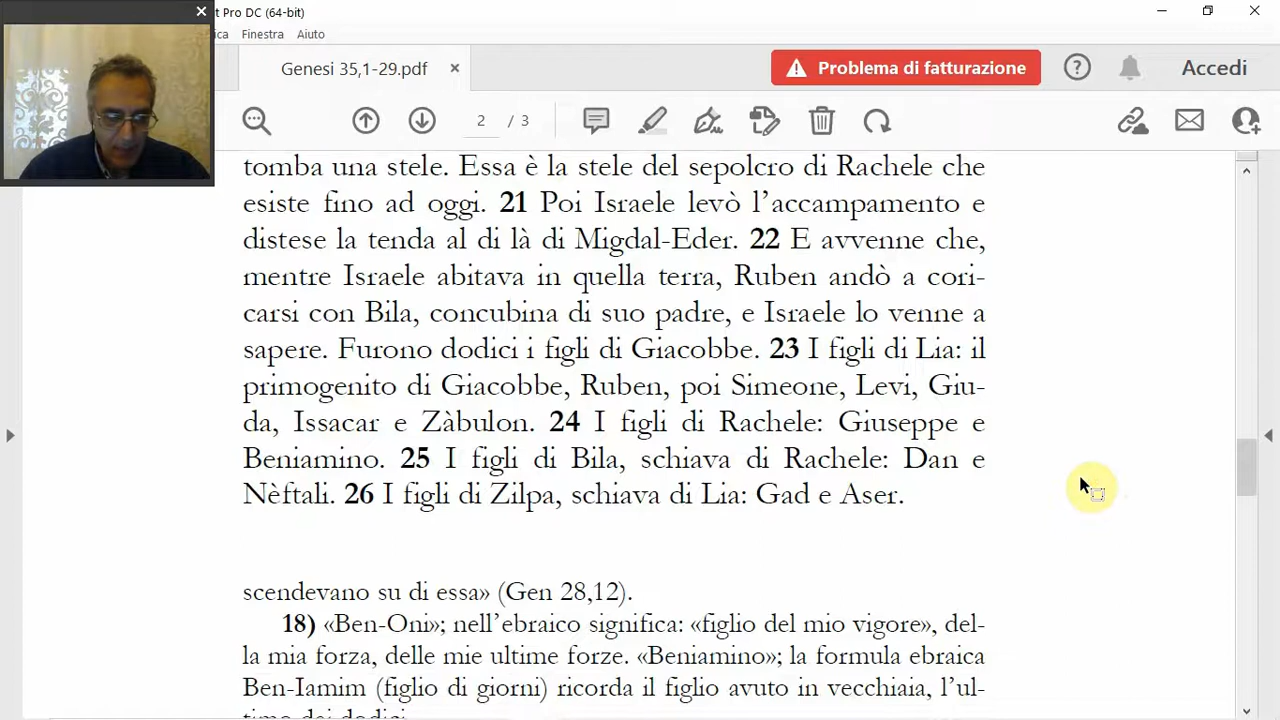 t Pro DC (64-bit)
ica Finestra Aiuto
Genesi 35,1-29.pdf
Problema di fatturazione
Accedi
2 / 3
tomba una stele. Essa è la stele del sepolcro di Rachele che
esiste fino ad oggi. 21 Poi Israele levò l’accampamento e
distese la tenda al di là di Migdal-Eder. 22 E avvenne che,
mentre Israele abitava in quella terra, Ruben andò a cori-
carsi con Bila, concubina di suo padre, e Israele lo venne a
sapere. Furono dodici i figli di Giacobbe. 23 I figli di Lia: il
primogenito di Giacobbe, Ruben, poi Simeone, Levi, Giu-
da, Issacar e Zàbulon. 24 I figli di Rachele: Giuseppe e
Beniamino. 25 I figli di Bila, schiava di Rachele: Dan e
Nèftali. 26 I figli di Zilpa, schiava di Lia: Gad e Aser.
scendevano su di essa» (Gen 28,12).
18) «Ben-Oni»; nell’ebraico significa: «figlio del mio vigore», del-
la mia forza, delle mie ultime forze. «Beniamino»; la formula ebraica
Ben-Iamim (figlio di giorni) ricorda il figlio avuto in vecchiaia, l’ul-
timo dei dodici